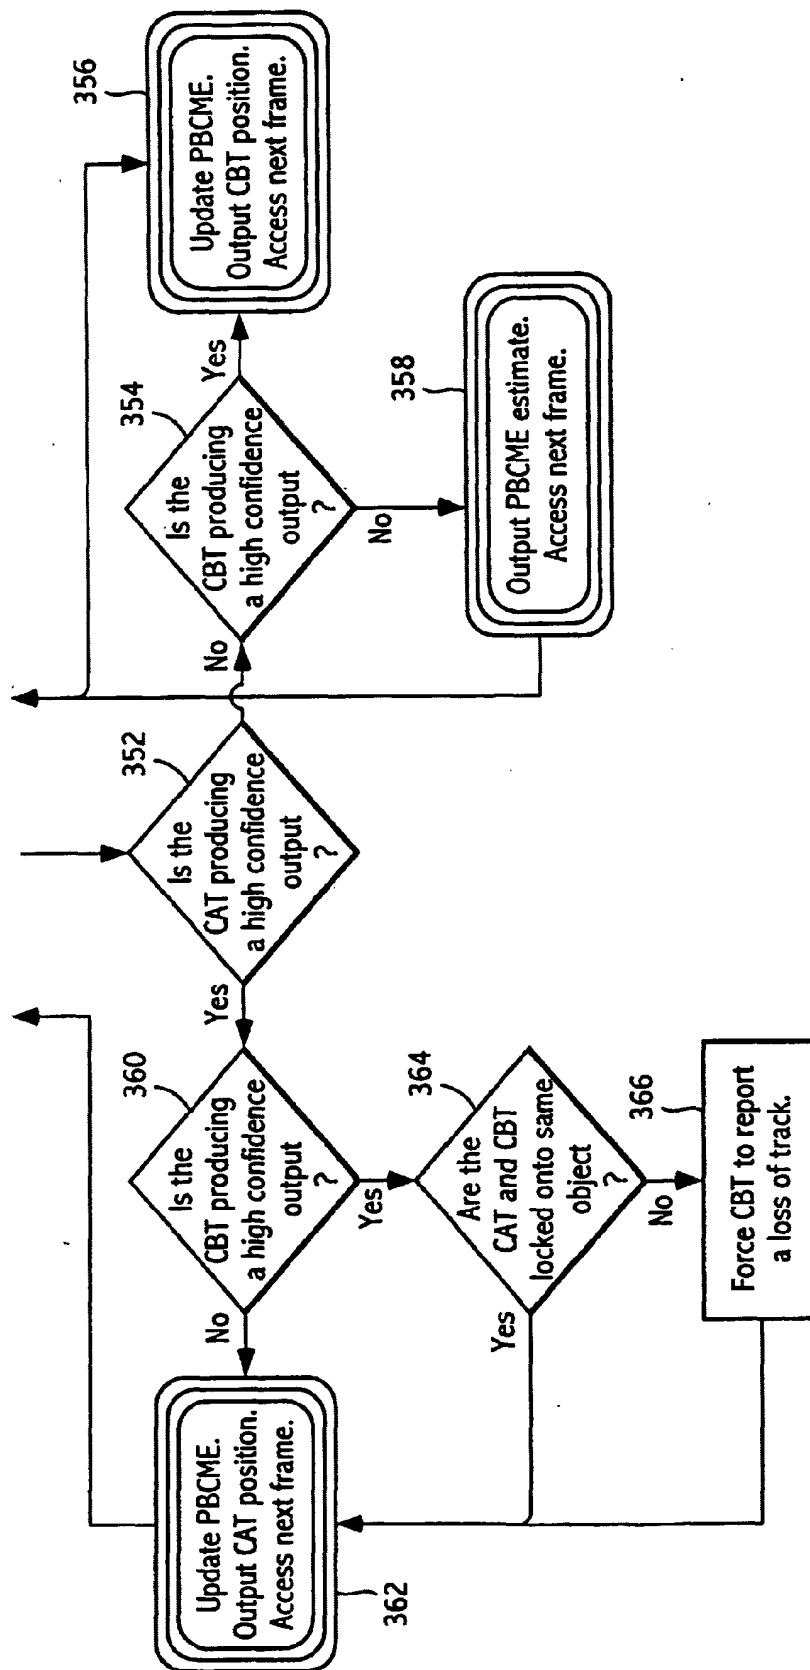 356
Update PBCME.
Output CBT position.
Access next frame.
Yes
354
Is the
CBT producing
a high confidence
output
?
No
358
Output PBCME estimate.
Access next frame.
No
352
Is the
CAT producing
a high confidence
output
?
Yes
360
Is the
CBT producing
a high confidence
output
?
Yes
364
Are the
CAT and CBT
locked onto same
object
?
No
366
Force CBT to report
a loss of track.
No
Yes
Update PBCME.
Output CAT position.
Access next frame.
362